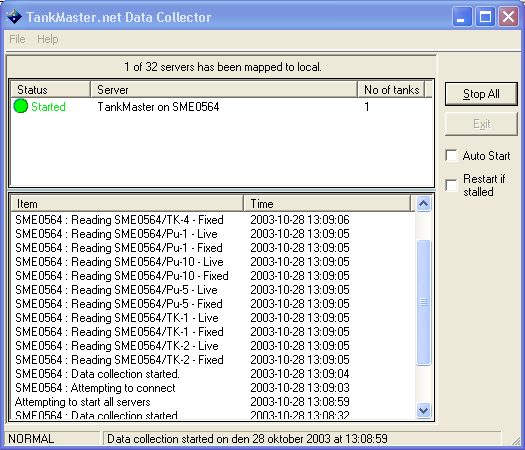 TankMaster.net Data Collector
File Help
1 of 32 servers has been mapped to local.
Status Server No of tanks
Started TankMaster on SME0564 1
Stop All
Exit
Auto Start
Restart if
stalled
Item Time
SME0564 : Reading SME0564/TK-4 - Fixed 2003-10-28 13:09:06
SME0564 : Reading SME0564/Pu-1 - Live 2003-10-28 13:09:05
SME0564 : Reading SME0564/Pu-1 - Fixed 2003-10-28 13:09:05
SME0564 : Reading SME0564/Pu-10 - Live 2003-10-28 13:09:05
SME0564 : Reading SME0564/Pu-10 - Fixed 2003-10-28 13:09:05
SME0564 : Reading SME0564/Pu-5 - Live 2003-10-28 13:09:05
SME0564 : Reading SME0564/Pu-5 - Fixed 2003-10-28 13:09:05
SME0564 : Reading SME0564/TK-1 - Live 2003-10-28 13:09:05
SME0564 : Reading SME0564/TK-1 - Fixed 2003-10-28 13:09:05
SME0564 : Reading SME0564/TK-2 - Live 2003-10-28 13:09:05
SME0564 : Reading SME0564/TK-2 - Fixed 2003-10-28 13:09:05
SME0564 : Data collection started. 2003-10-28 13:09:04
SME0564 : Attempting to connect 2003-10-28 13:09:03
Attempting to start all servers 2003-10-28 13:08:59
SME0564 : Data collection started. 2003-10-28 13:08:32
NORMAL Data collection started on den 28 oktober 2003 at 13:08:59